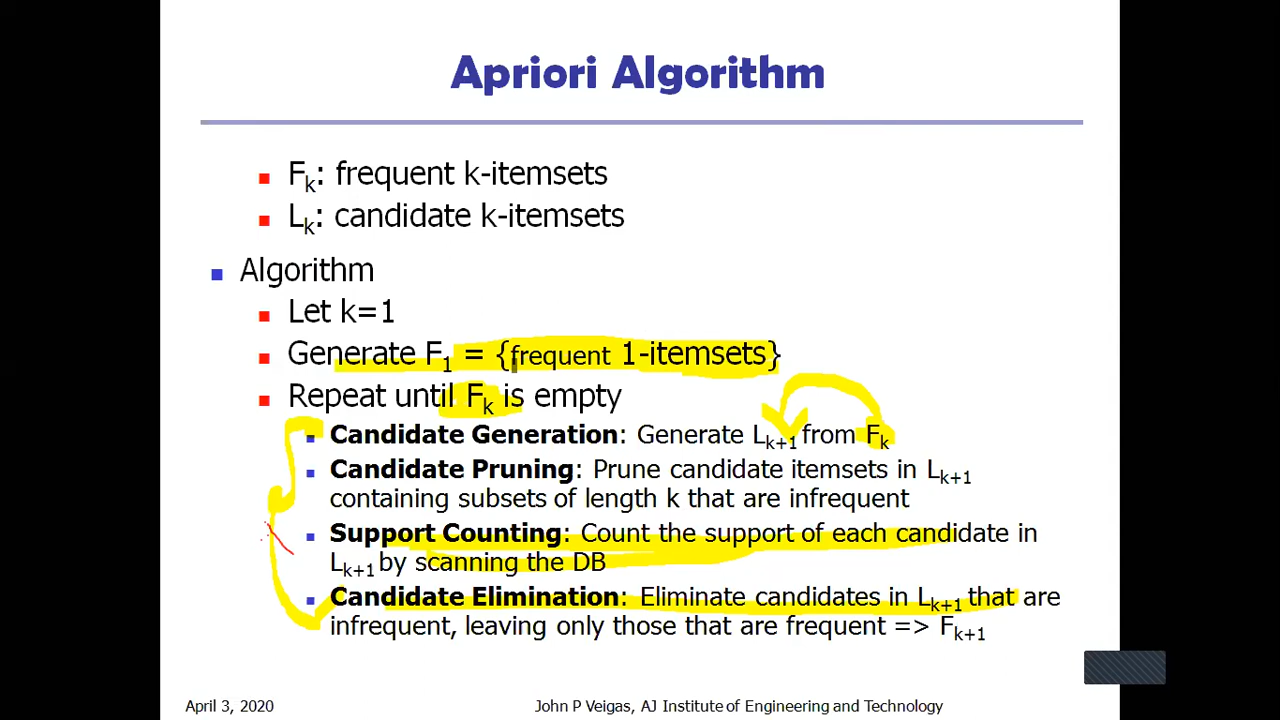 Apriori Algorithm
Fk: frequent k-itemsets
Lk: candidate k-itemsets
Algorithm
Let k=1
Generate F1 = {frequent 1-itemsets}
Repeat until Fk is empty
Candidate Generation: Generate Lk+1 from Fk
Candidate Pruning: Prune candidate itemsets in Lk+1
containing subsets of length k that are infrequent
Support Counting: Count the support of each candidate in
Lk+1 by scanning the DB
Candidate Elimination: Eliminate candidates in Lk+1 that are
infrequent, leaving only those that are frequent => Fk+1
April 3, 2020
John P Veigas, AJ Institute of Engineering and Technology